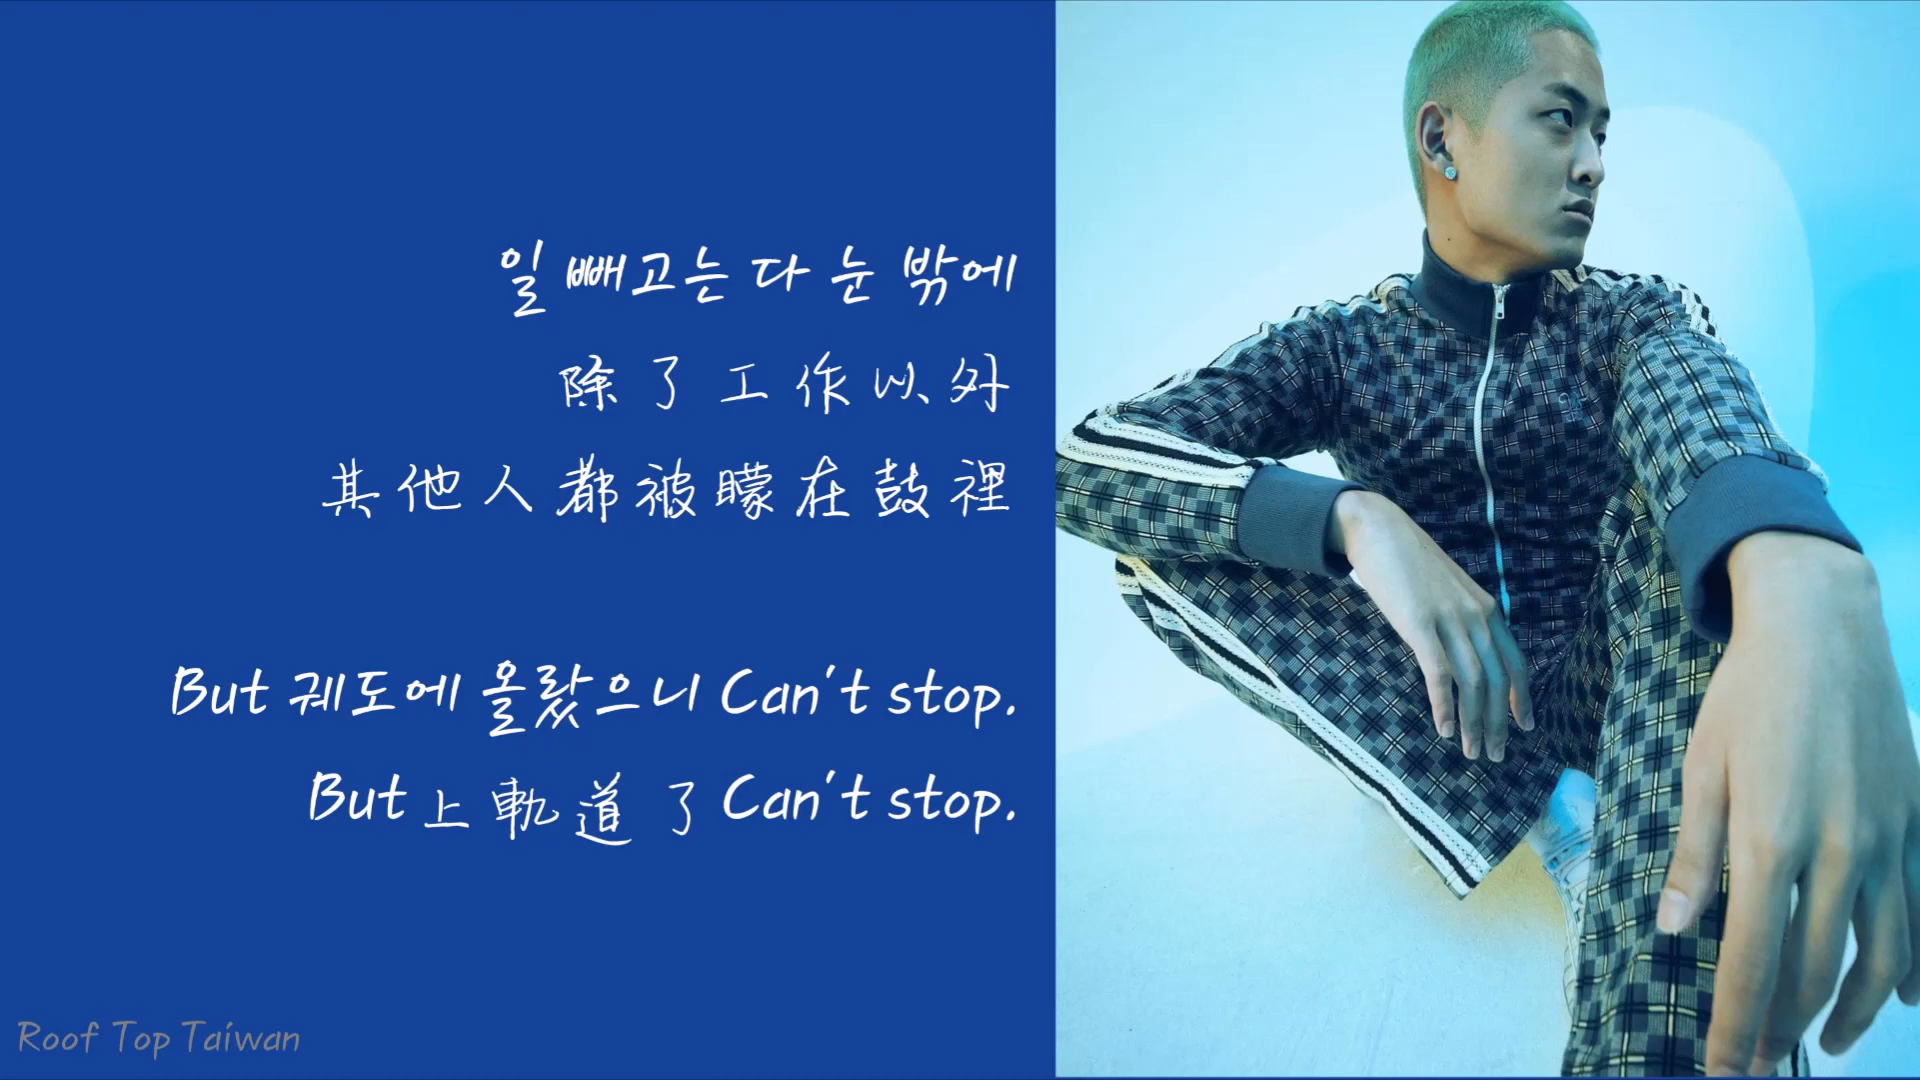 일 빼고는 다 눈 밖에
除了工作以外
其他人都被矇在鼓裡
But 궤도에 올랐으니 Can't stop.
But 上軌道了 Can't stop.
Roof Top Taiwan